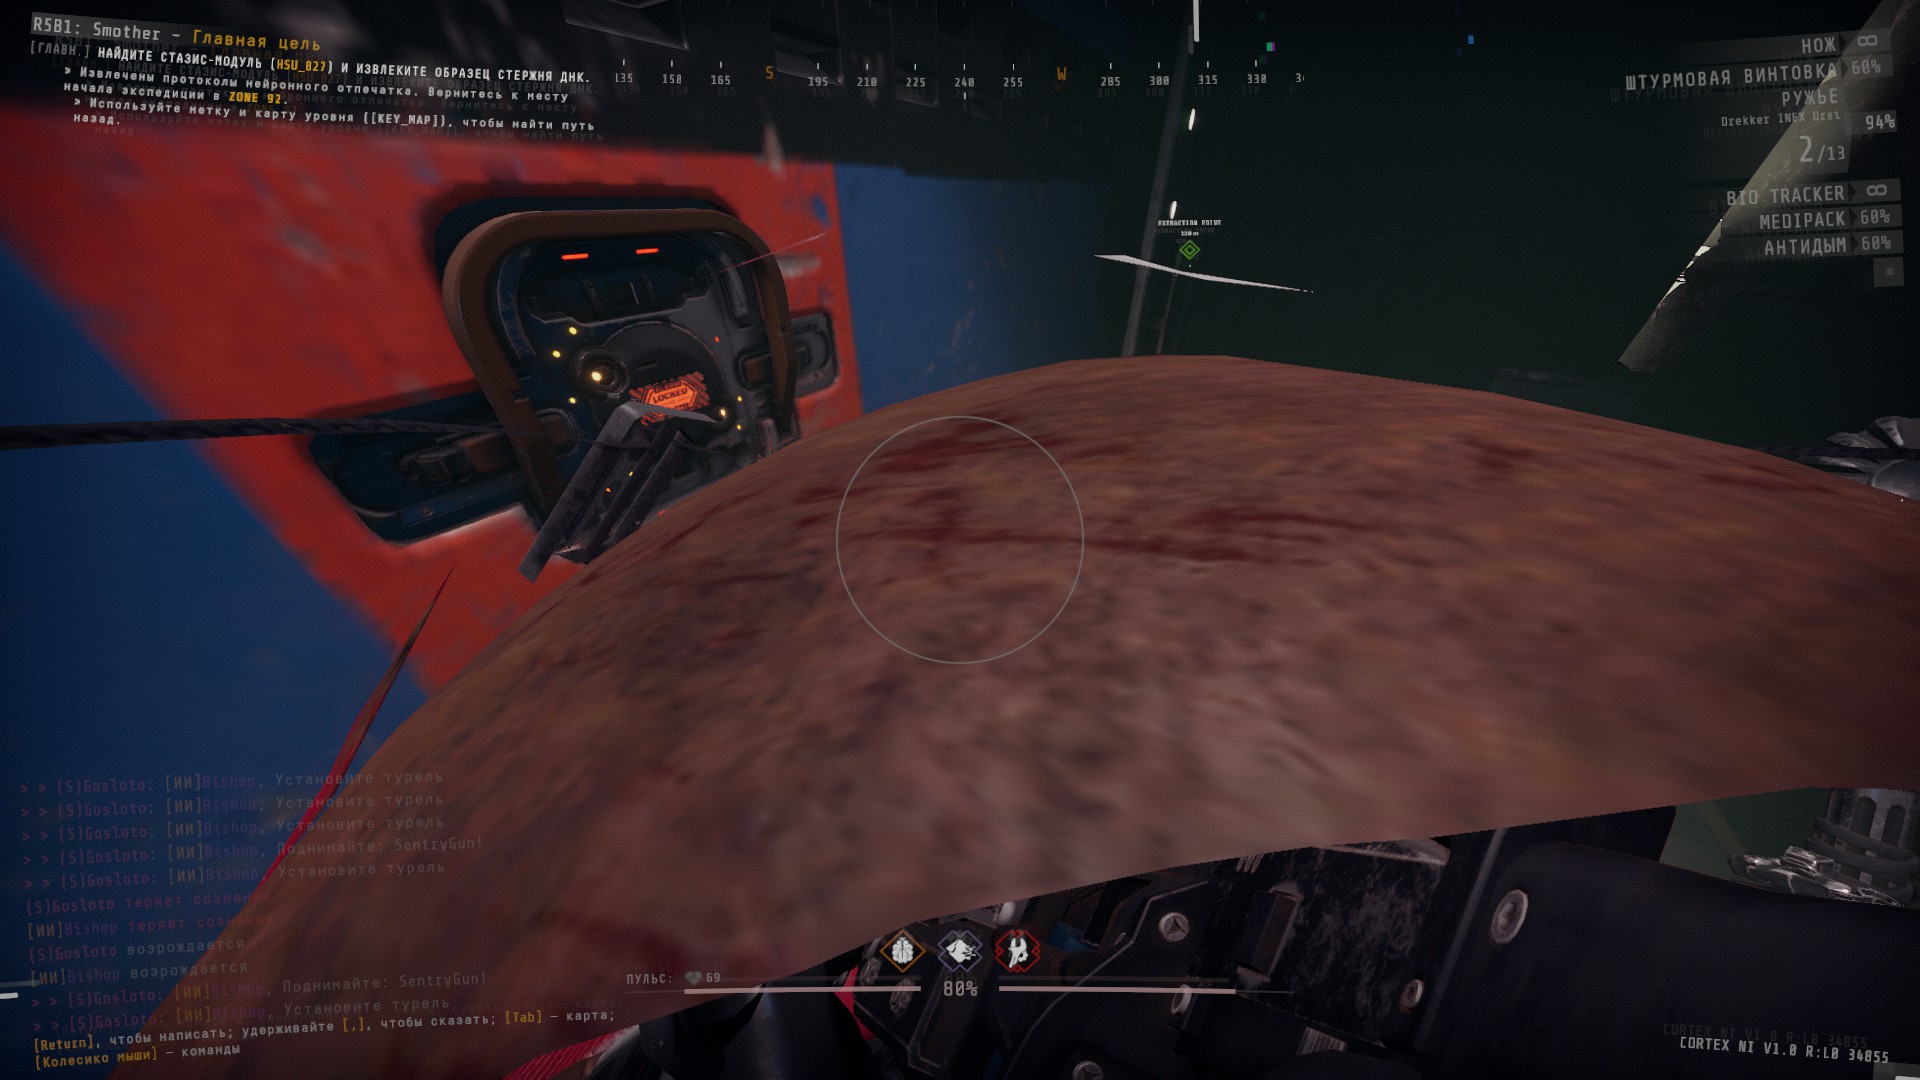 R5B1: Smother – Главная цель
[ГЛАВН.] НАЙДИТЕ СТАЗИС-МОДУЛЬ (HSU_827) И ИЗВЛЕКИТЕ ОБРАЗЕЦ СТЕРЖНЯ ДНК.
> Извлечены протоколы нейронного отпечатка. Вернитесь к месту
начала экспедиции в ZONE 92.
> Используйте метку и карту уровня ([KEY_MAP]), чтобы найти путь
назад.
135 150 165 S 195 210 225 240 255 W 285 300 315 330
НОЖ ∞
ШТУРМОВАЯ ВИНТОВКА 60%
РУЖЬЕ
Drekker INEX Drei 94%
2/13
BIO TRACKER ∞
MEDIPACK 60%
АНТИДЫМ 60%
EXTRACTION POINT
LOCKED
> > (S)Gosloto: [ИИ]Bishop, Установите турель
> > (S)Gosloto: [ИИ]Bishop, Установите турель
> > (S)Gosloto: [ИИ]Bishop, Установите турель
> > (S)Gosloto: [ИИ]Bishop, Поднимайте: SentryGun!
> > (S)Gosloto: [ИИ]Bishop, Установите турель
(S)Gosloto теряет сознание
[ИИ]Bishop теряет сознание
(S)Gosloto возрождается
[ИИ]Bishop возрождается
> > (S)Gosloto: [ИИ]Bishop, Поднимайте: SentryGun!
> > (S)Gosloto: [ИИ]Bishop, Установите турель
[Return], чтобы написать; удерживайте [,], чтобы сказать; [Tab] – карта;
[Колесико мыши] – команды
ПУЛЬС: 69
80%
CORTEX NI V1.0 R:L0 34855